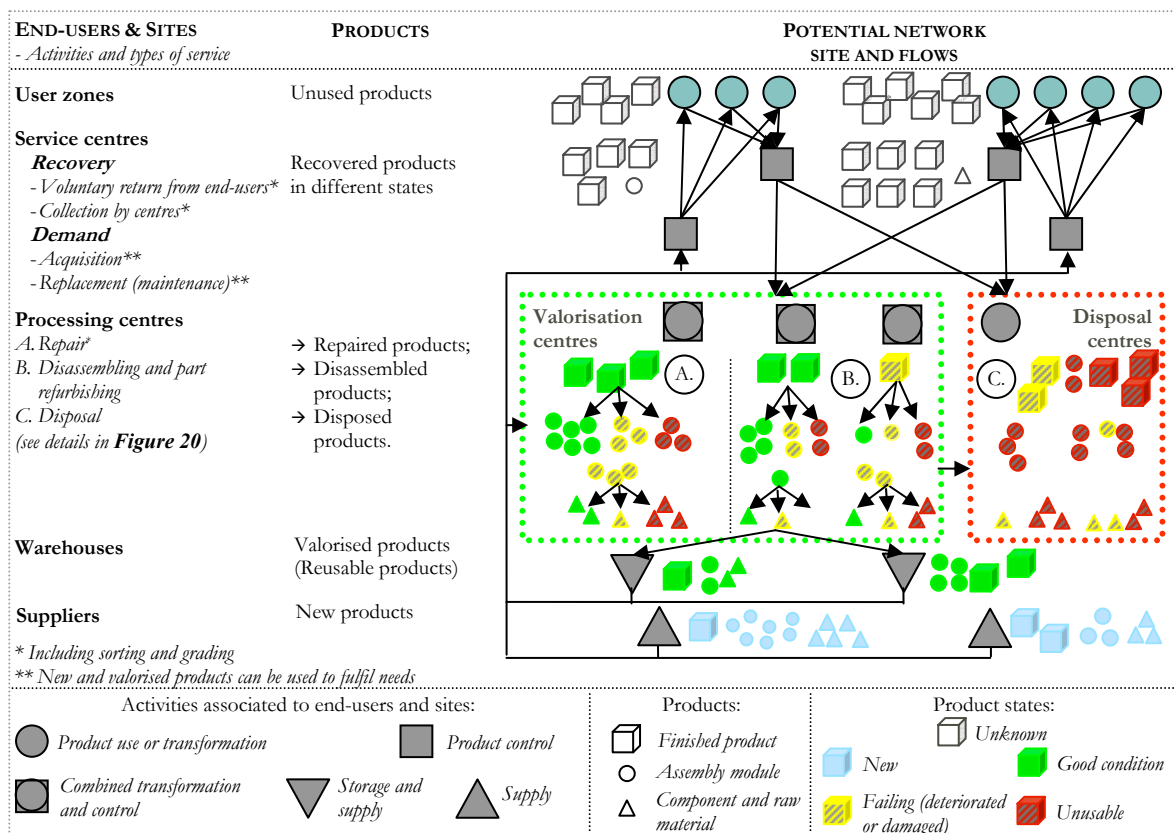 END-USERS & SITES
- Activities and types of service
PRODUCTS
POTENTIAL NETWORK
SITE AND FLOWS
User zones
Unused products
Service centres
Recovery
- Voluntary return from end-users*
- Collection by centres*
Recovered products
in different states
Demand
- Acquisition**
- Replacement (maintenance)**
Processing centres
A. Repair*
B. Disassembling and part
refurbishing
C. Disposal
(see details in Figure 20)
→ Repaired products;
→ Disassembled
products;
→ Disposed
products.
Valorisation
centres
Disposal
centres
A.
B.
C.
Warehouses
Valorised products
(Reusable products)
Suppliers
New products
* Including sorting and grading
** New and valorised products can be used to fulfil needs
Activities associated to end-users and sites:
Product use or transformation
Product control
Combined transformation
and control
Storage and
supply
Supply
Products:
Finished product
Assembly module
Component and raw
material
Product states:
Unknown
New
Good condition
Failing (deteriorated
or damaged)
Unusable